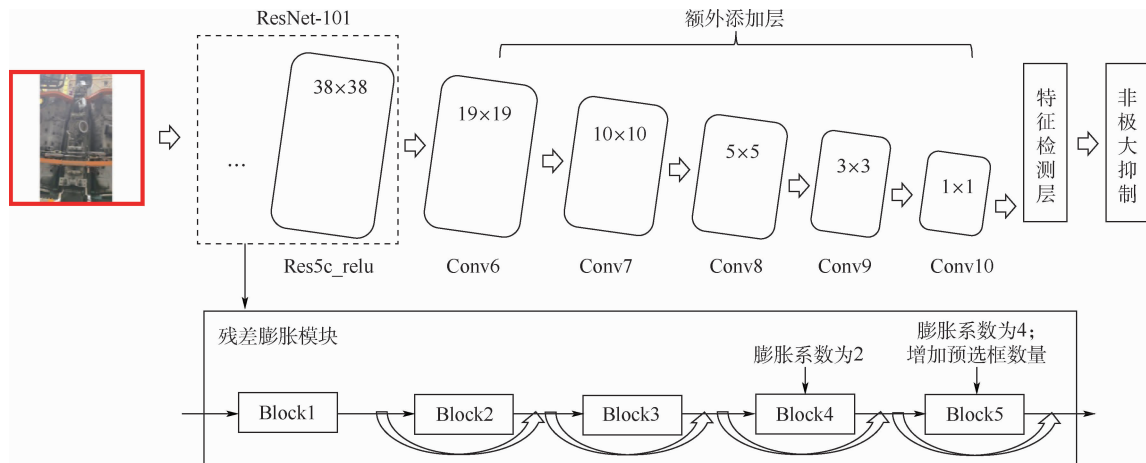 ResNet-101
额外添加层
38×38
19×19
10×10
5×5
3×3
1×1
...
特征检测层
非极大抑制
Res5c_relu
Conv6
Conv7
Conv8
Conv9
Conv10
残差膨胀模块
膨胀系数为2
膨胀系数为4;
增加预选框数量
Block1
Block2
Block3
Block4
Block5